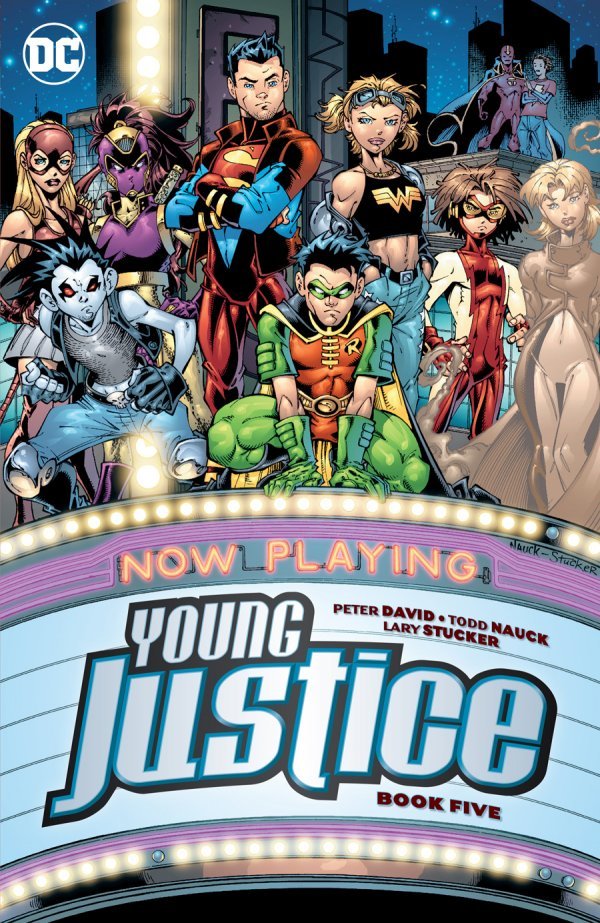 DC
S
W
R
NAUCK-STUCKER
NOW PLAYING
PETER DAVID • TODD NAUCK
LARY STUCKER
YOUNG
JUSTICE
BOOK FIVE